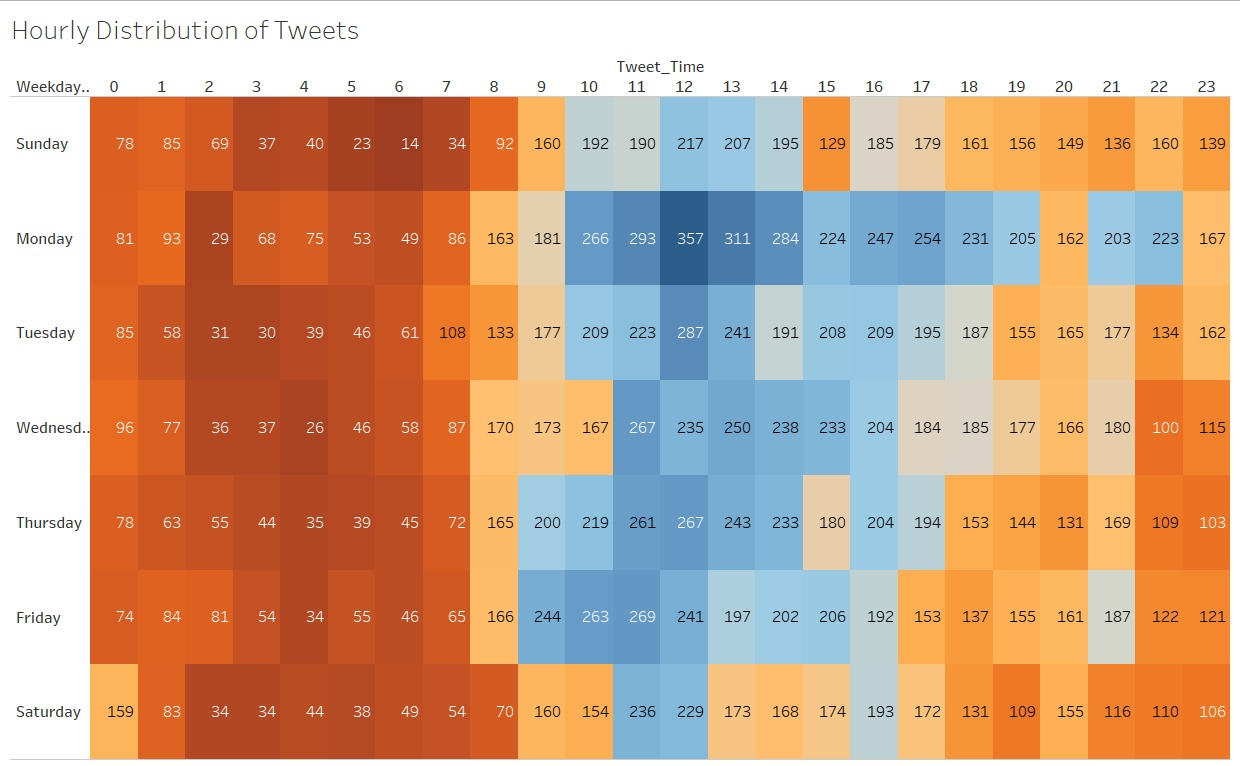 Hourly Distribution of Tweets
Tweet_Time
Weekday.. 0 1 2 3 4 5 6 7 8 9 10 11 12 13 14 15 16 17 18 19 20 21 22 23
Sunday 78 85 69 37 40 23 14 34 92 160 192 190 217 207 195 129 185 179 161 156 149 136 160 139
Monday 81 93 29 68 75 53 49 86 163 181 266 293 357 311 284 224 247 254 231 205 162 203 223 167
Tuesday 85 58 31 30 39 46 61 108 133 177 209 223 287 241 191 208 209 195 187 155 165 177 134 162
Wednesd.. 96 77 36 37 26 46 58 87 170 173 167 267 235 250 238 233 204 184 185 177 166 180 100 115
Thursday 78 63 55 44 35 39 45 72 165 200 219 261 267 243 233 180 204 194 153 144 131 169 109 103
Friday 74 84 81 54 34 55 46 65 166 244 263 269 241 197 202 206 192 153 137 155 161 187 122 121
Saturday 159 83 34 34 44 38 49 54 70 160 154 236 229 173 168 174 193 172 131 109 155 116 110 106